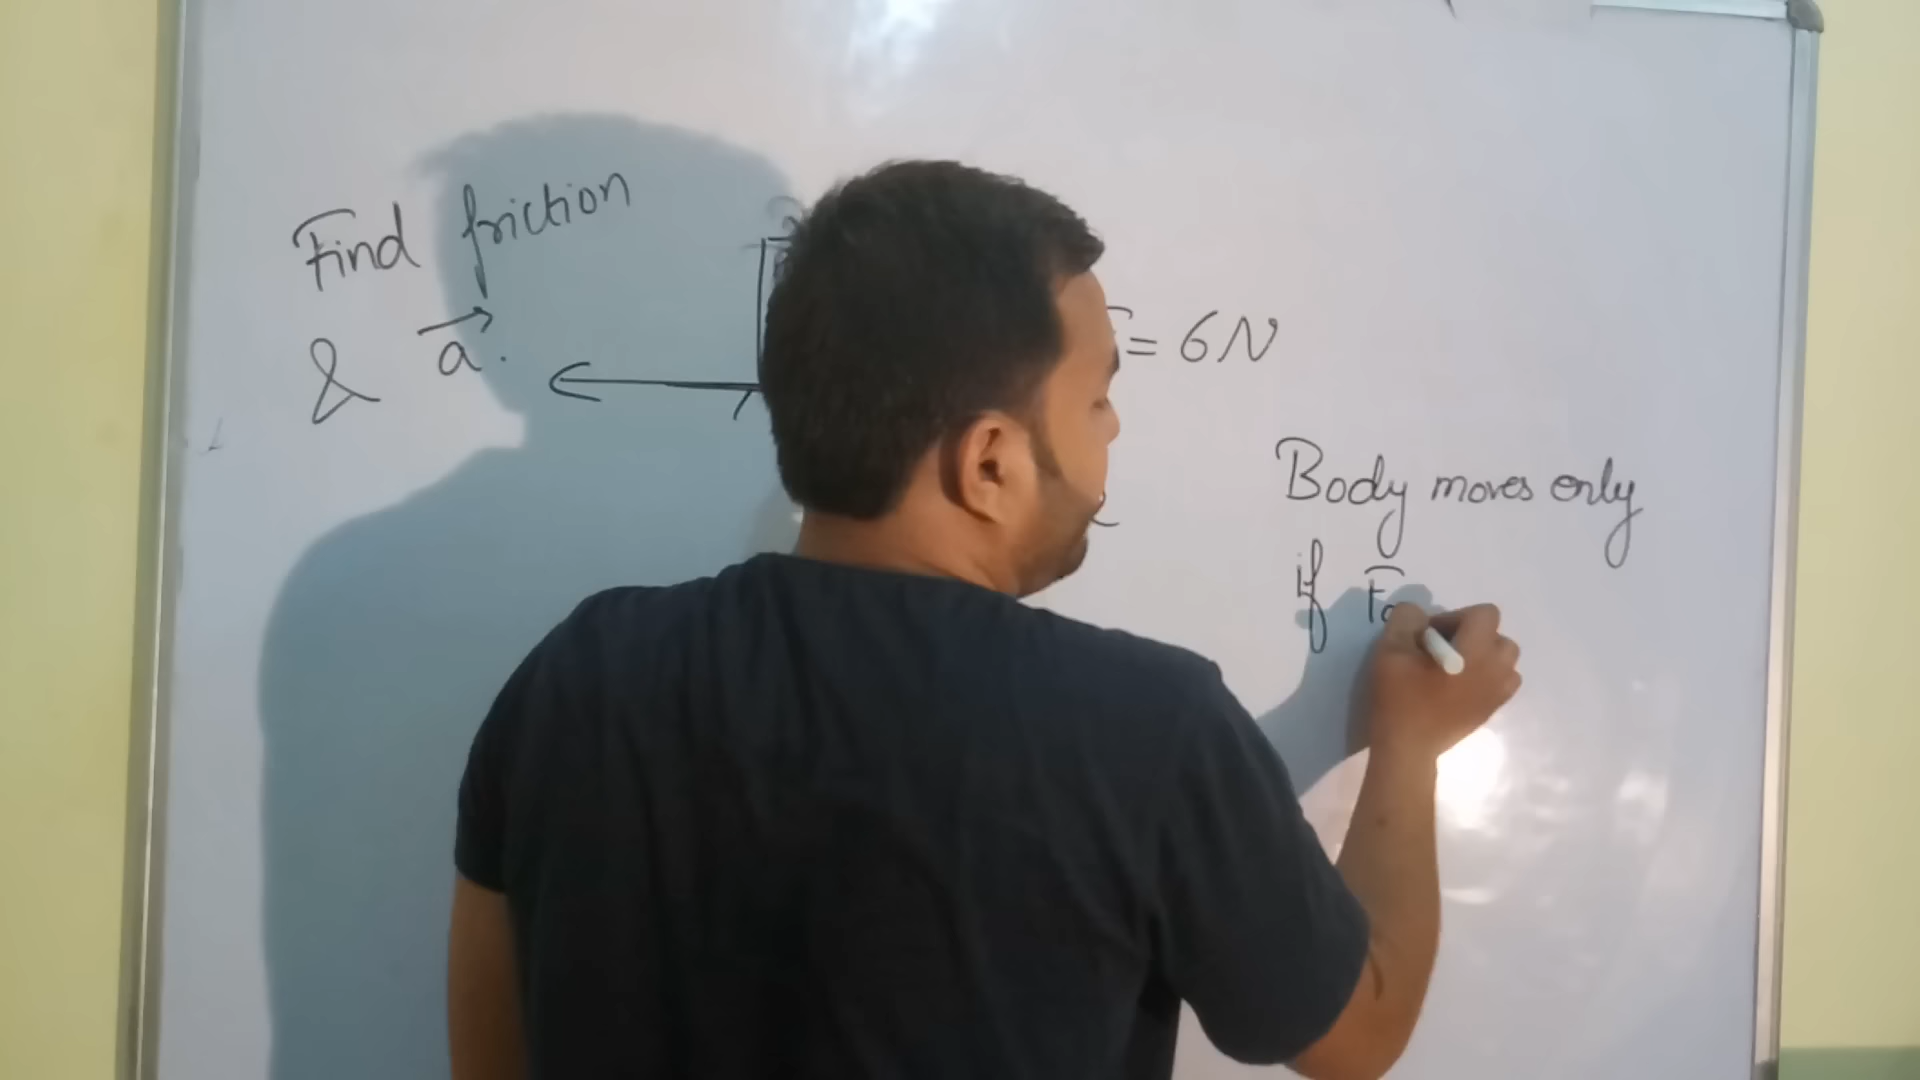 Find friction
& a.
= 6N
Body moves only
if